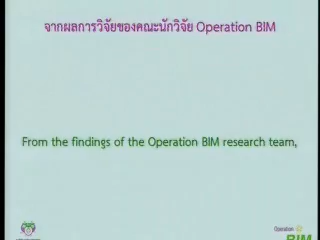 จากผลการวิจัยของคณะนักวิจัย Operation BIM
From the findings of the Operation BIM research team,
Operation
BIM